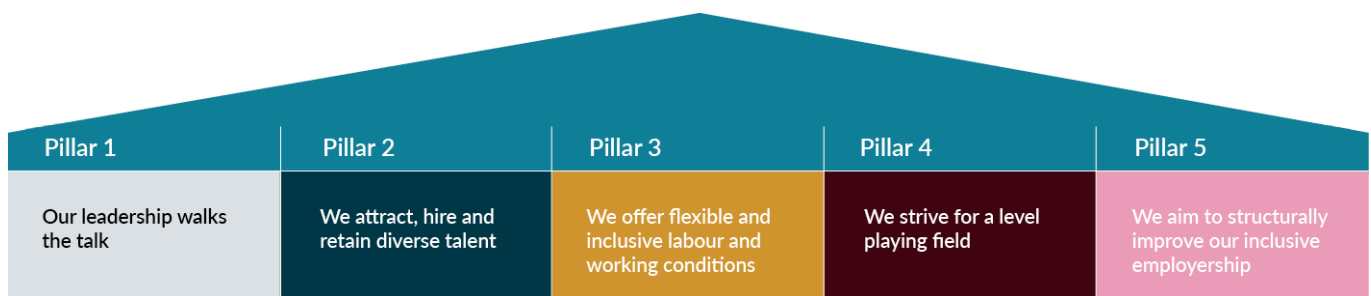 Pillar 1
Pillar 2
Pillar 3
Pillar 4
Pillar 5
Our leadership walks
the talk
We attract, hire and
retain diverse talent
We offer flexible and
inclusive labour and
working conditions
We strive for a level
playing field
We aim to structurally
improve our inclusive
employership